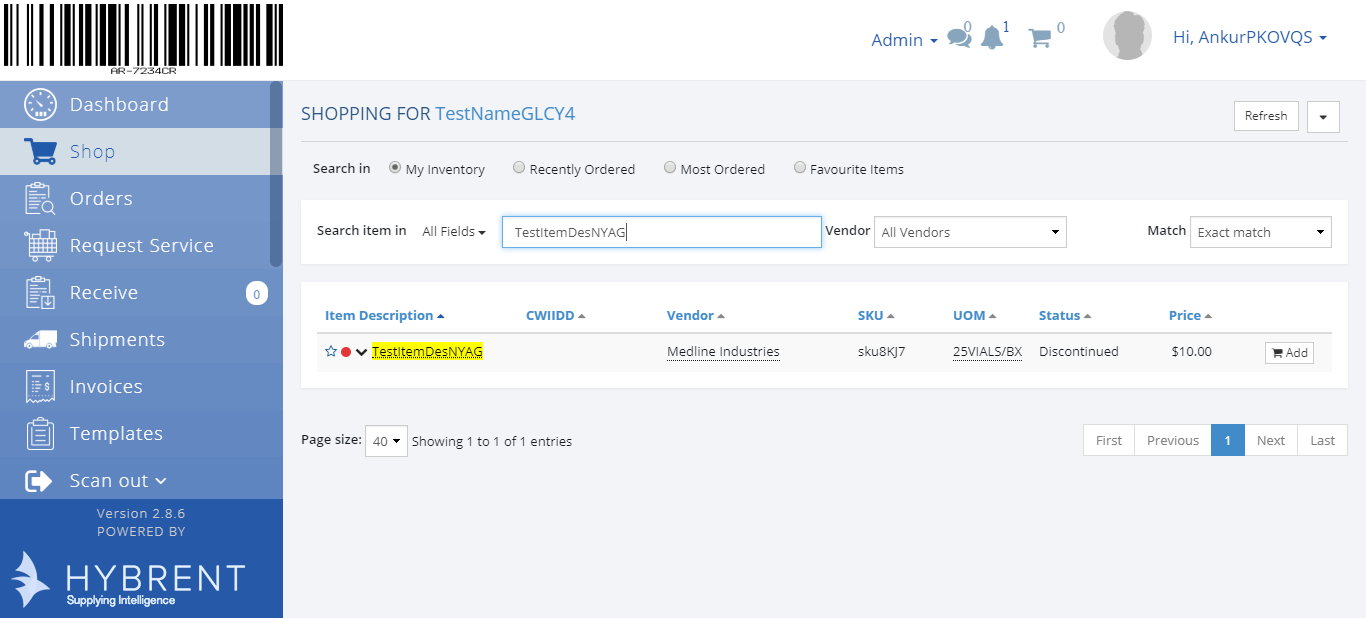 AR-7234CR
Admin 0 1 0 Hi, AnkurPKOVQS
Dashboard
Shop
Orders
Request Service
Receive 0
Shipments
Invoices
Templates
Scan out
Version 2.8.6
POWERED BY
HYBRENT
Supplying Intelligence
SHOPPING FOR TestNameGLCY4 Refresh
Search in My Inventory Recently Ordered Most Ordered Favourite Items
Search item in All Fields TestItemDesNYAG Vendor All Vendors Match Exact match
Item Description CWIIDD Vendor SKU UOM Status Price
TestItemDesNYAG Medline Industries sku8KJ7 25VIALS/BX Discontinued $10.00 Add
Page size: 40 Showing 1 to 1 of 1 entries First Previous 1 Next Last